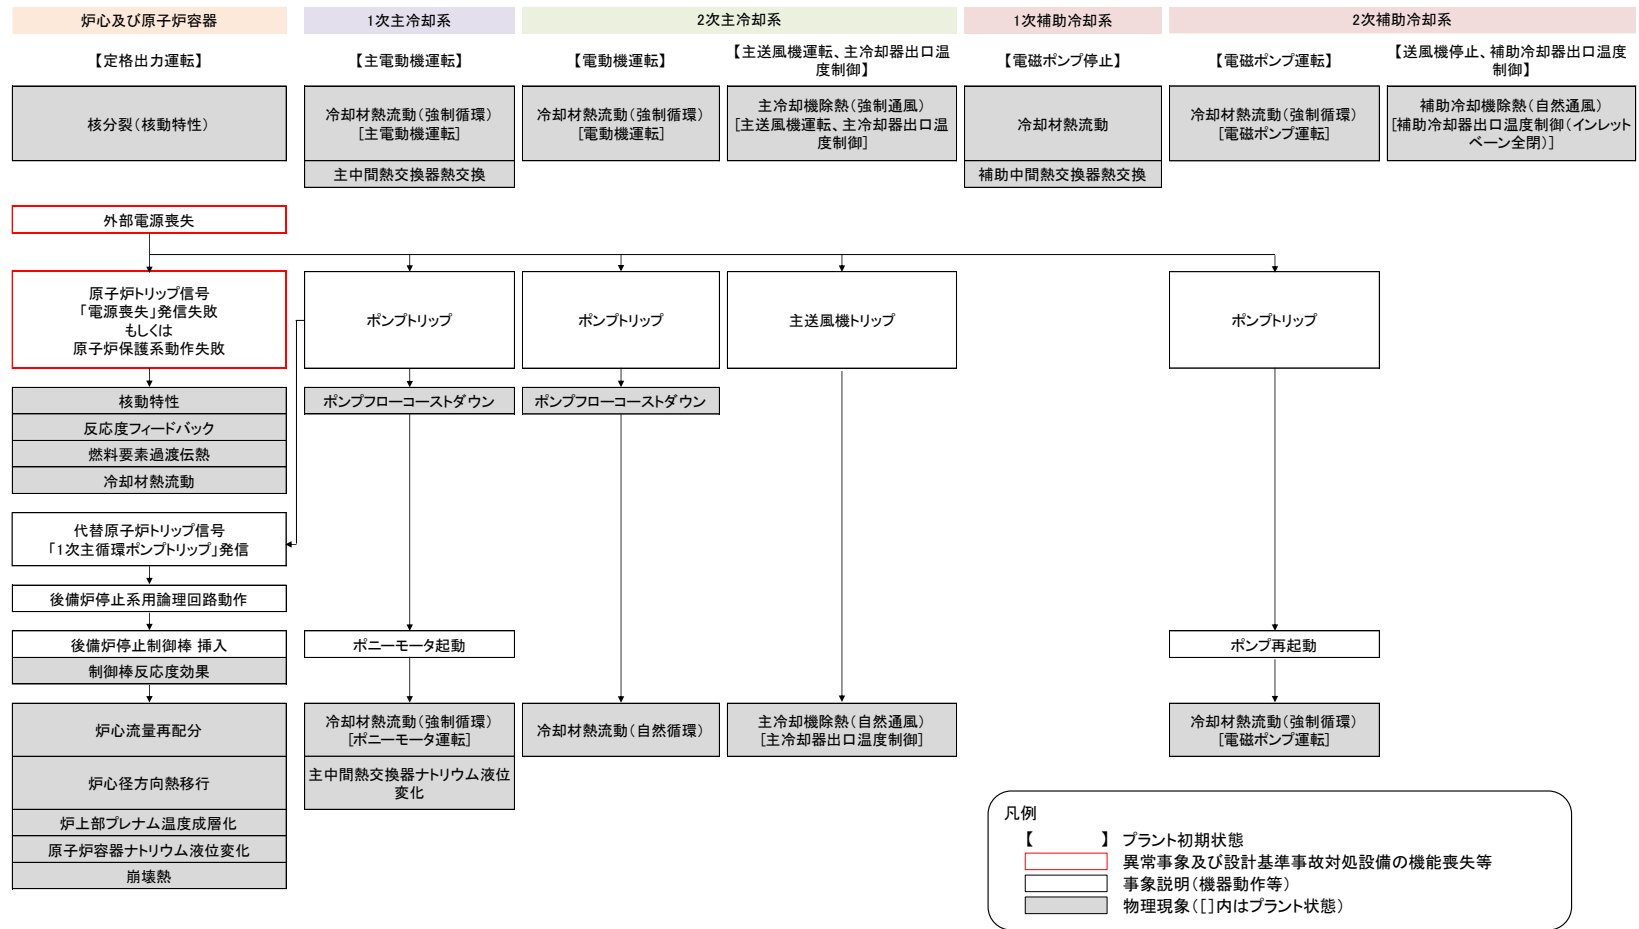 炉心及び原子炉容器
1次主冷却系
2次主冷却系
1次補助冷却系
2次補助冷却系
【定格出力運転】
【主電動機運転】
【電動機運転】
【主送風機運転、主冷却器出口温
度制御】
【電磁ポンプ停止】
【電磁ポンプ運転】
【送風機停止、補助冷却器出口温度
制御】
核分裂(核動特性)
冷却材熱流動(強制循環)
[主電動機運転]
冷却材熱流動(強制循環)
[電動機運転]
主冷却機除熱(強制通風)
[主送風機運転、主冷却器出口温
度制御]
冷却材熱流動
冷却材熱流動(強制循環)
[電磁ポンプ運転]
補助冷却機除熱(自然通風)
[補助冷却器出口温度制御(インレット
ベーン全閉)]
主中間熱交換器熱交換
補助中間熱交換器熱交換
外部電源喪失
原子炉トリップ信号
「電源喪失」発信失敗
もしくは
原子炉保護系動作失敗
ポンプトリップ
ポンプトリップ
主送風機トリップ
ポンプトリップ
核動特性
ポンプフローコーストダウン
ポンプフローコーストダウン
反応度フィードバック
燃料要素過渡伝熱
冷却材熱流動
代替原子炉トリップ信号
「1次主循環ポンプトリップ」発信
後備炉停止系用論理回路動作
後備炉停止制御棒 挿入
ポニーモータ起動
ポンプ再起動
制御棒反応度効果
炉心流量再配分
冷却材熱流動(強制循環)
[ポニーモータ運転]
冷却材熱流動(自然循環)
主冷却機除熱(自然通風)
[主冷却器出口温度制御]
冷却材熱流動(強制循環)
[電磁ポンプ運転]
炉心径方向熱移行
主中間熱交換器ナトリウム液位
変化
炉上部プレナム温度成層化
原子炉容器ナトリウム液位変化
崩壊熱
凡例
【 】 プラント初期状態
異常事象及び設計基準事故対処設備の機能喪失等
事象説明(機器動作等)
物理現象([]内はプラント状態)